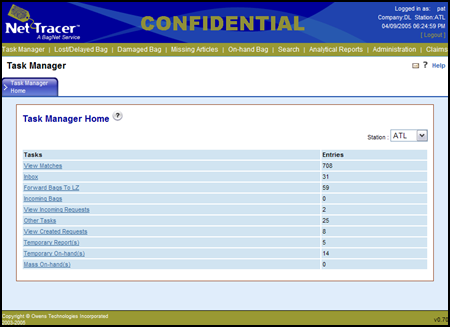 Logged in as: pat
Company:DL Station:ATL
04/09/2005 06:24:59 PM
[ Logout ]
NetTracer
A BagNet Service
CONFIDENTIAL
Task Manager | Lost/Delayed Bag | Damaged Bag | Missing Articles | On-hand Bag | Search | Analytical Reports | Administration | Claims
Task Manager
? Help
Task Manager
Home
Task Manager Home ?
Station : ATL
Tasks Entries
View Matches 708
Inbox 31
Forward Bags To LZ 59
Incoming Bags 0
View Incoming Requests 2
Other Tasks 25
View Created Requests 8
Temporary Report(s) 5
Temporary On-hand(s) 14
Mass On-hand(s) 0
Copyright © Owens Technologies Incorporated
2003-2005
v0.70